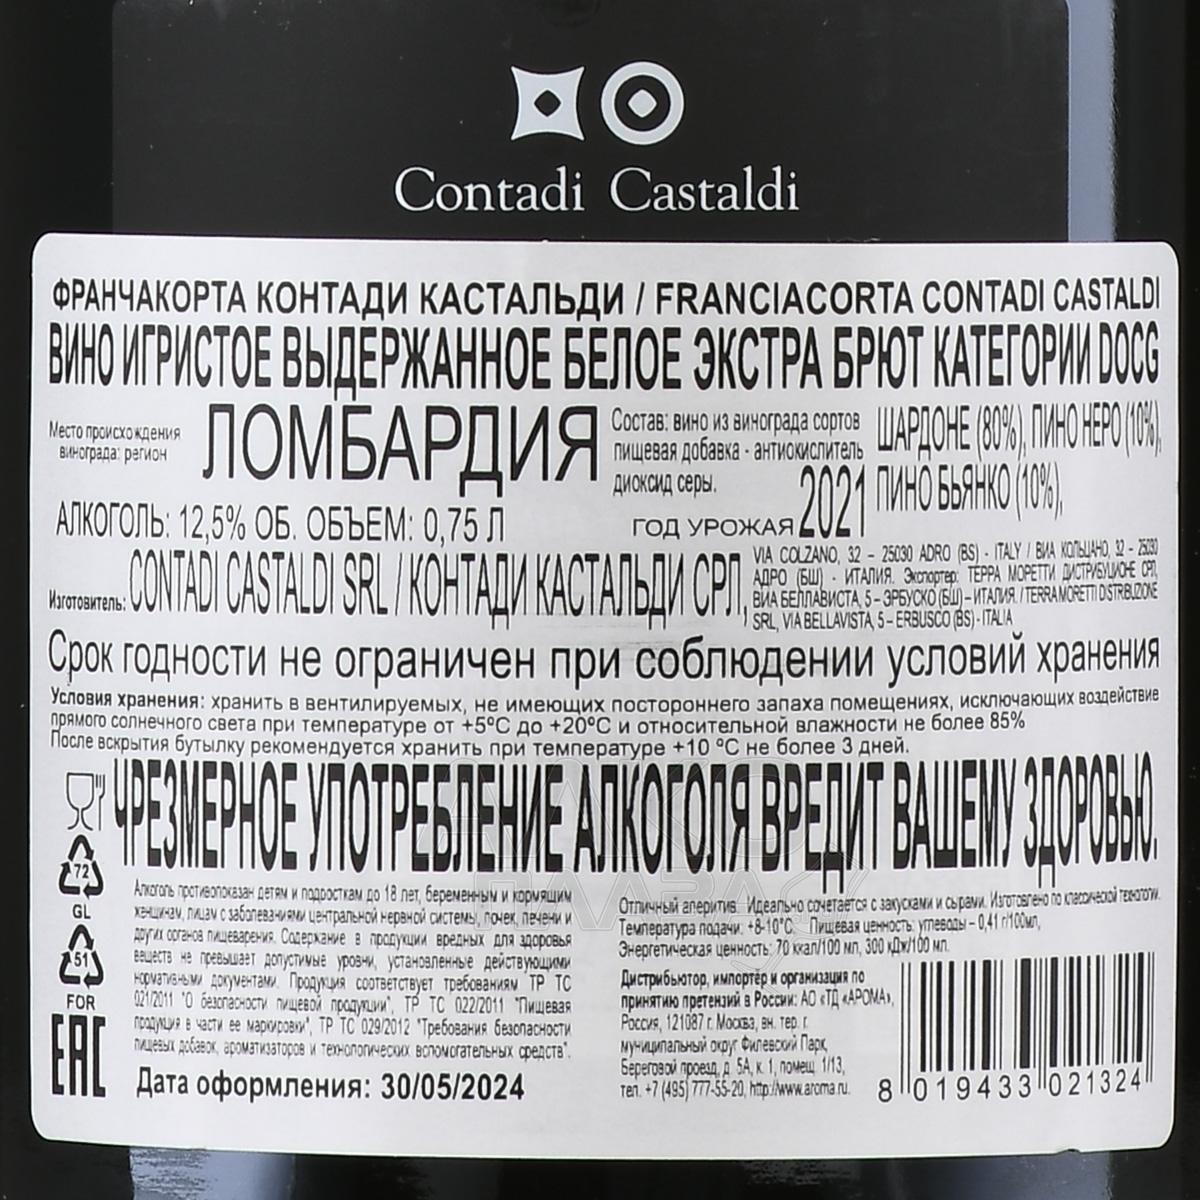 Contadi Castaldi
ФРАНЧАКОРТА КОНТАДИ КАСТАЛЬДИ / FRANCIACORTA CONTADI CASTALDI
ВИНО ИГРИСТОЕ ВЫДЕРЖАННОЕ БЕЛОЕ ЭКСТРА БРЮТ КАТЕГОРИИ DOCG
Место происхождения
винограда: регион
ЛОМБАРДИЯ
Состав: вино из винограда сортов
ШАРДОНЕ (80%), ПИНО НЕРО (10%),
ПИНО БЬЯНКО (10%),
пищевая добавка - антиокислитель
диоксид серы.
АЛКОГОЛЬ: 12,5% ОБ. ОБЪЕМ: 0,75 Л
ГОД УРОЖАЯ 2021
Изготовитель: CONTADI CASTALDI SRL / КОНТАДИ КАСТАЛЬДИ СРЛ,
VIA COLZANO, 32 – 25030 ADRO (BS) - ITALY / ВИА КОЛЬЦАНО, 32 – 25030
АДРО (БШ) - ИТАЛИЯ. Экспортер: ТЕРРА МОРЕТТИ ДИСТРИБУЦИОНЕ СРЛ,
ВИА БЕЛЛАВИСТА, 5 – ЭРБУСКО (БШ) – ИТАЛИЯ. / TERRA MORETTI DISTRIBUZIONE
SRL, VIA BELLAVISTA, 5 – ERBUSCO (BS) - ITALIA
Срок годности не ограничен при соблюдении условий хранения
Условия хранения: хранить в вентилируемых, не имеющих постороннего запаха помещениях, исключающих воздействие
прямого солнечного света при температуре от +5°С до +20°С и относительной влажности не более 85%
После вскрытия бутылку рекомендуется хранить при температуре +10 °С не более 3 дней.
ЧРЕЗМЕРНОЕ УПОТРЕБЛЕНИЕ АЛКОГОЛЯ ВРЕДИТ ВАШЕМУ ЗДОРОВЬЮ.
72
GL
51
FOR
EAC
Алкоголь противопоказан детям и подросткам до 18 лет, беременным и кормящим
женщинам, лицам с заболеваниями центральной нервной системы, почек, печени и
других органов пищеварения. Содержание в продукции вредных для здоровья
веществ не превышает допустимые уровни, установленные действующими
нормативными документами. Продукция соответствует требованиям ТР ТС
021/2011 "О безопасности пищевой продукции", ТР ТС 022/2011 "Пищевая
продукция в части ее маркировки", ТР ТС 029/2012 "Требования безопасности
пищевых добавок, ароматизаторов и технологических вспомогательных средств".
Дата оформления: 30/05/2024
Отличный аперитив. Идеально сочетается с закусками и сырами. Изготовлено по классической технологии.
Температура подачи: +8-10°С. Пищевая ценность: углеводы – 0,41 г/100мл,
Энергетическая ценность: 70 ккал/100 мл, 300 кДж/100 мл.
Дистрибьютор, импортёр и организация по
принятию претензий в России: АО «ТД «АРОМА»,
Россия, 121087 г. Москва, вн. тер. г.
муниципальный округ Филевский Парк,
Береговой проезд, д. 5А, к. 1, помещ. 1/13,
тел. +7 (495) 777-55-20, http://www.aroma.ru.
8 019433 021324